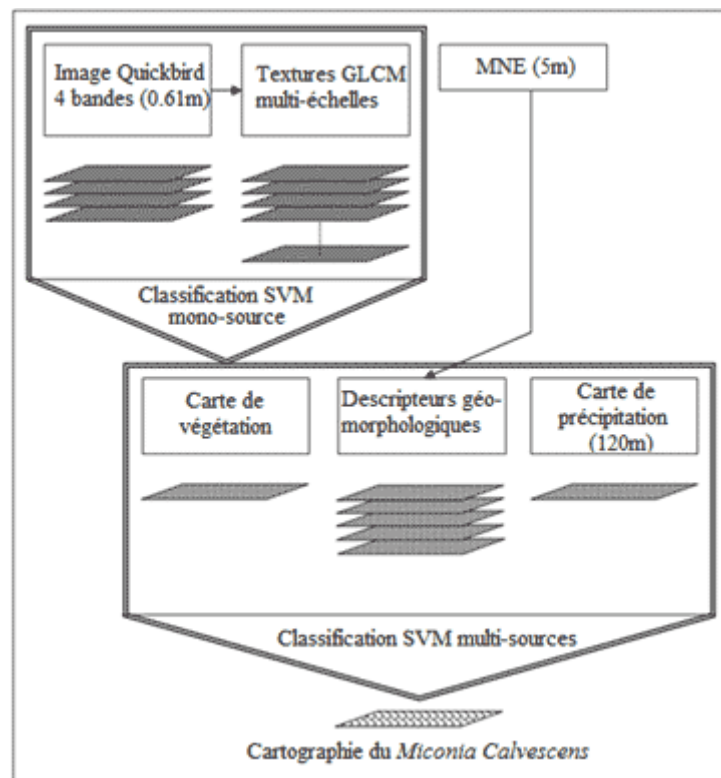 Image Quickbird
4 bandes (0.61m)
Textures GLCM
multi-échelles
MNE (5m)
Classification SVM
mono-source
Carte de
végétation
Descripteurs géo-
morphologiques
Carte de
précipitation
(120m)
Classification SVM multi-sources
Cartographie du Miconia Calvescens